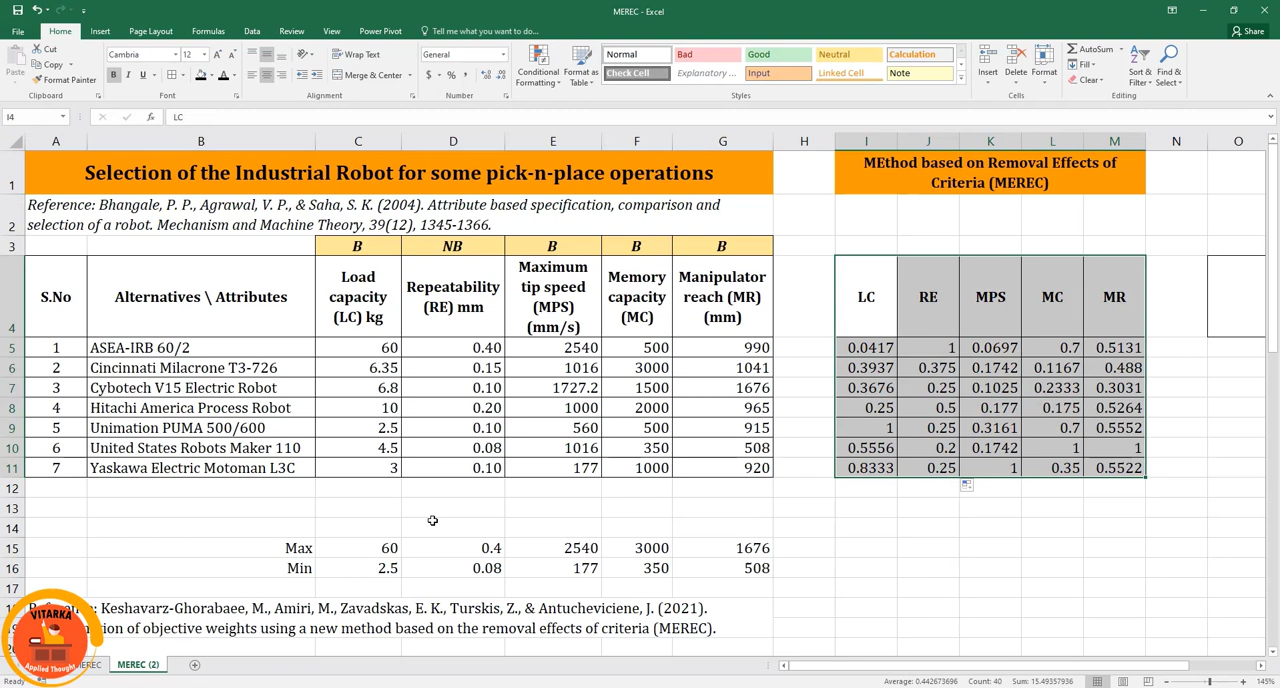 MEREC - Excel
File Home Insert Page Layout Formulas Data Review View Power Pivot Tell me what you want to do... Share
Paste Cut Copy Format Painter
Cambria 12 B I U
Wrap Text Merge & Center
General $ % ,
Conditional Formatting Format as Table
Normal Bad Good Neutral Calculation
Check Cell Explanatory ... Input Linked Cell Note
Insert Delete Format
AutoSum Fill Clear Sort & Filter Find & Select
Clipboard Font Alignment Number Styles Cells Editing
I4 fx LC
A B C D E F G H I J K L M N O
1 Selection of the Industrial Robot for some pick-n-place operations MEthod based on Removal Effects of
Criteria (MEREC)
Reference: Bhangale, P. P., Agrawal, V. P., & Saha, S. K. (2004). Attribute based specification, comparison and
2 selection of a robot. Mechanism and Machine Theory, 39(12), 1345-1366.
3 B NB B B B
4 S.No Alternatives \ Attributes Load capacity (LC) kg Repeatability (RE) mm Maximum tip speed (MPS) (mm/s) Memory capacity (MC) Manipulator reach (MR) (mm) LC RE MPS MC MR
5 1 ASEA-IRB 60/2 60 0.40 2540 500 990 0.0417 1 0.0697 0.7 0.5131
6 2 Cincinnati Milacrone T3-726 6.35 0.15 1016 3000 1041 0.3937 0.375 0.1742 0.1167 0.488
7 3 Cybotech V15 Electric Robot 6.8 0.10 1727.2 1500 1676 0.3676 0.25 0.1025 0.2333 0.3031
8 4 Hitachi America Process Robot 10 0.20 1000 2000 965 0.25 0.5 0.177 0.175 0.5264
9 5 Unimation PUMA 500/600 2.5 0.10 560 500 915 1 0.25 0.3161 0.7 0.5552
10 6 United States Robots Maker 110 4.5 0.08 1016 350 508 0.5556 0.2 0.1742 1 1
11 7 Yaskawa Electric Motoman L3C 3 0.10 177 1000 920 0.8333 0.25 1 0.35 0.5522
12
13
14
15 Max 60 0.4 2540 3000 1676
16 Min 2.5 0.08 177 350 508
17
Keshavarz-Ghorabaee, M., Amiri, M., Zavadskas, E. K., Turskis, Z., & Antucheviciene, J. (2021).
of objective weights using a new method based on the removal effects of criteria (MEREC).
VITARKA
Applied Thought
MEREC (2)
Ready Average: 0.442673696 Count: 40 Sum: 15.49357936 145%